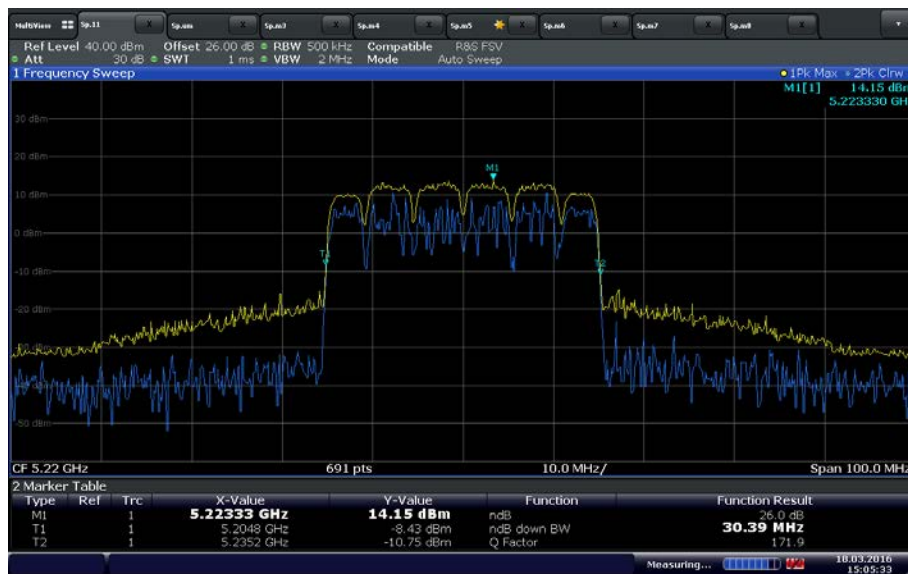 MultiView Sp.11 X Sp.um X Sp.m3 X Sp.m4 X Sp.m5 X Sp.m6 X Sp.m7 X Sp.m8 X
Ref Level 40.00 dBm Offset 26.00 dB RBW 500 kHz Compatible R&S FSV
Att 30 dB SWT 1 ms VBW 2 MHz Mode Auto Sweep
1 Frequency Sweep 1Pk Max 2Pk Clrw
M1[1] 14.15 dBm
5.223330 GH
30 dBm
20 dBm
M1
10 dBm
0 dBm
T1
T2
-10 dBm
-20 dBm
-50 dBm
CF 5.22 GHz 691 pts 10.0 MHz/ Span 100.0 MHz
2 Marker Table
Type Ref Trc X-Value Y-Value Function Function Result
M1 1 5.22333 GHz 14.15 dBm ndB 26.0 dB
T1 1 5.2048 GHz -8.43 dBm ndB down BW 30.39 MHz
T2 1 5.2352 GHz -10.75 dBm Q Factor 171.9
Measuring... 18.03.2016
15:05:33